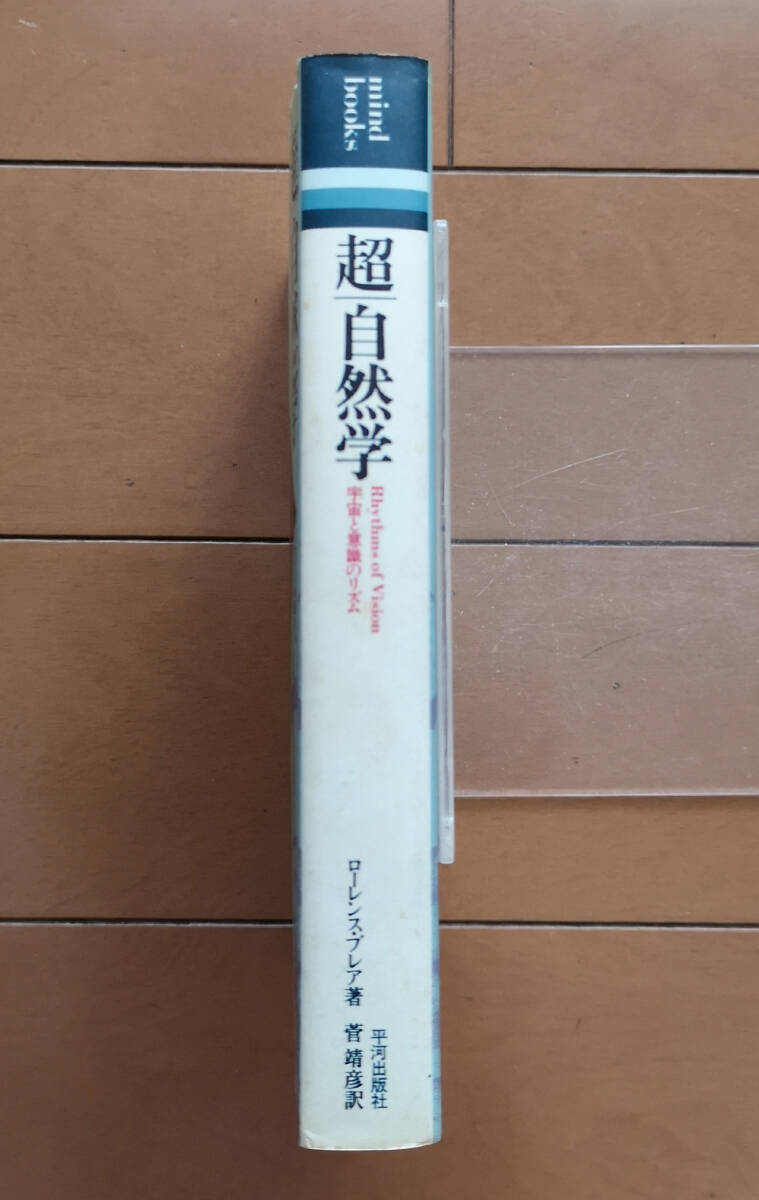 mind
books
超｜自然学
Rhythms of Vision
宇宙と意識のリズム
ローレンス・ブレア著
菅 靖彦訳
平河出版社